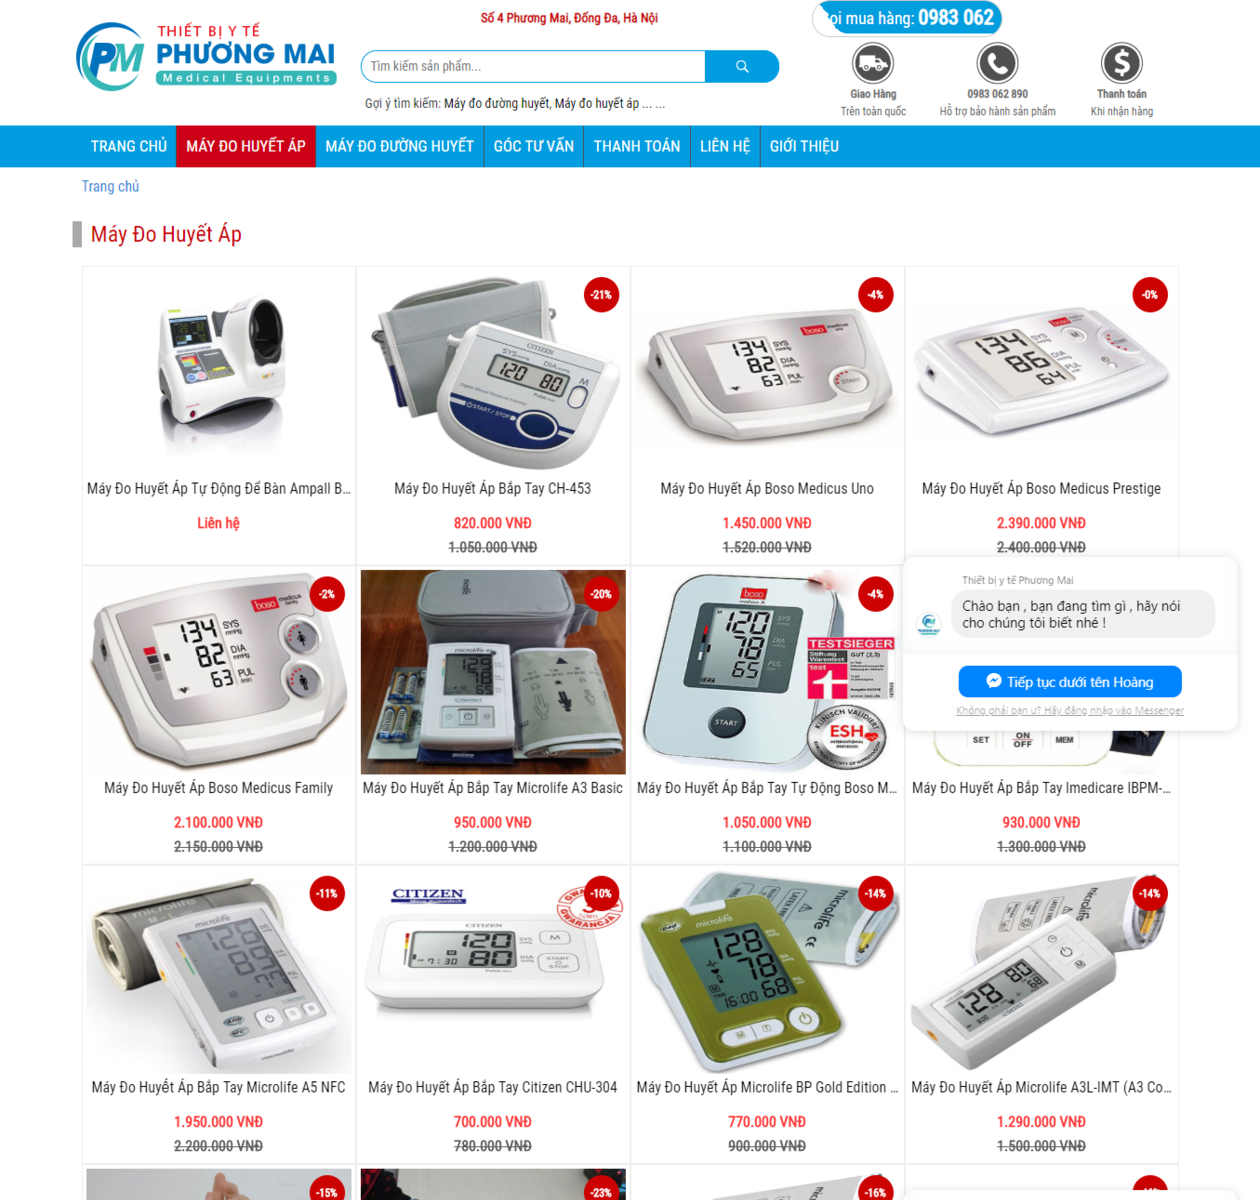 Số 4 Phương Mai, Đống Đa, Hà Nội
THIẾT BỊ Y TẾ
PHƯƠNG MAI
Medical Equipments
PM
ọi mua hàng: 0983 062
Tìm kiếm sản phẩm...
Gợi ý tìm kiếm: Máy đo đường huyết, Máy đo huyết áp ... ...
Giao Hàng
Trên toàn quốc
0983 062 890
Hỗ trợ bảo hành sản phẩm
Thanh toán
Khi nhận hàng
TRANG CHỦ MÁY ĐO HUYẾT ÁP MÁY ĐO ĐƯỜNG HUYẾT GÓC TƯ VẤN THANH TOÁN LIÊN HỆ GIỚI THIỆU
Trang chủ
Máy Đo Huyết Áp
-21%
-4%
-0%
Máy Đo Huyết Áp Tự Động Để Bàn Ampall B...
Liên hệ
Máy Đo Huyết Áp Bắp Tay CH-453
820.000 VNĐ
1.050.000 VNĐ
Máy Đo Huyết Áp Boso Medicus Uno
1.450.000 VNĐ
1.520.000 VNĐ
Máy Đo Huyết Áp Boso Medicus Prestige
2.390.000 VNĐ
2.400.000 VNĐ
Thiết bị y tế Phương Mai
Chào bạn , bạn đang tìm gì , hãy nói
cho chúng tôi biết nhé !
Tiếp tục dưới tên Hoàng
Không phải bạn ư? Hãy đăng nhập vào Messenger
-2%
-20%
-4%
TESTSIEGER
ESH
START
SET
ON
OFF
MEM
Máy Đo Huyết Áp Boso Medicus Family
2.100.000 VNĐ
2.150.000 VNĐ
Máy Đo Huyết Áp Bắp Tay Microlife A3 Basic
950.000 VNĐ
1.200.000 VNĐ
Máy Đo Huyết Áp Bắp Tay Tự Động Boso M...
1.050.000 VNĐ
1.100.000 VNĐ
Máy Đo Huyết Áp Bắp Tay Imedicare IBPM-...
930.000 VNĐ
1.300.000 VNĐ
-11%
-10%
-14%
-14%
CITIZEN
Máy Đo Huyết Áp Bắp Tay Microlife A5 NFC
1.950.000 VNĐ
2.200.000 VNĐ
Máy Đo Huyết Áp Bắp Tay Citizen CHU-304
700.000 VNĐ
780.000 VNĐ
Máy Đo Huyết Áp Microlife BP Gold Edition ...
770.000 VNĐ
900.000 VNĐ
Máy Đo Huyết Áp Microlife A3L-IMT (A3 Co...
1.290.000 VNĐ
1.500.000 VNĐ
-15%
-23%
-16%